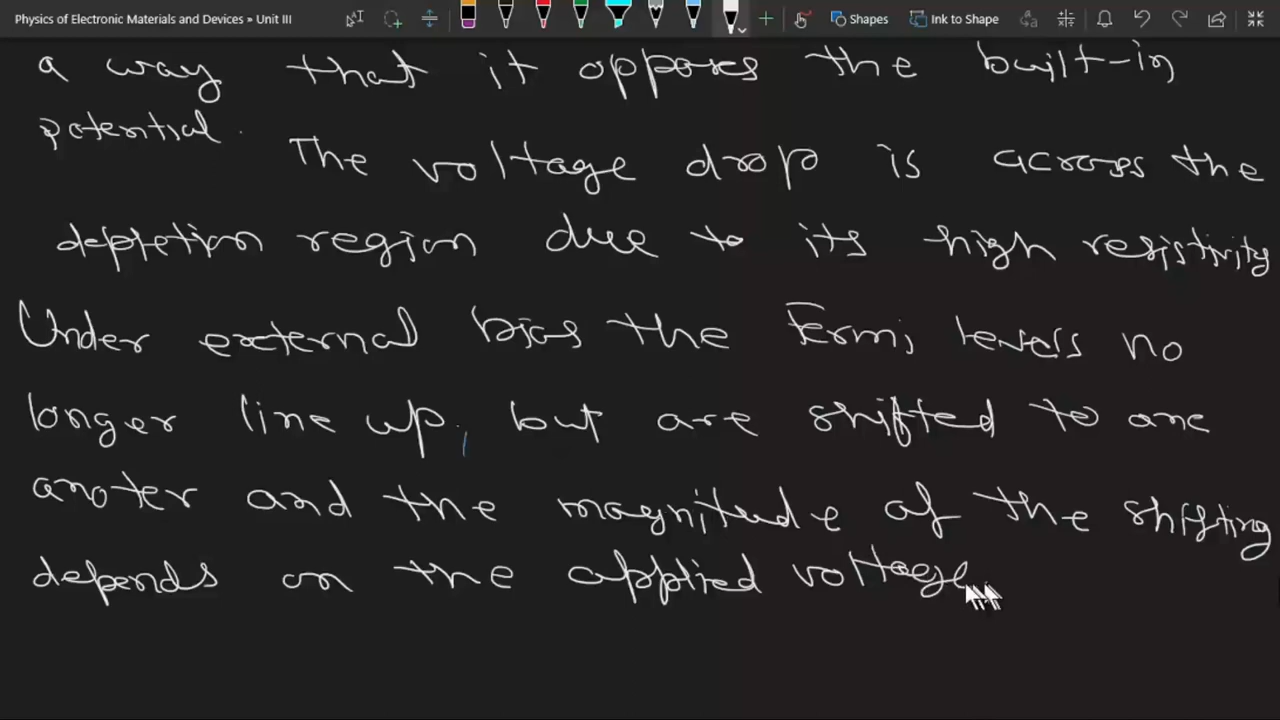 Physics of Electronic Materials and Devices » Unit III
Shapes
Ink to Shape
a way that it opposes the built-in
potential.
The voltage drop is across the
depletion region due to its high resistivity
Under external bias the Fermi levels no
longer line up, but are shifted to one
anoter and the magnitude of the shifting
depends on the applied voltage